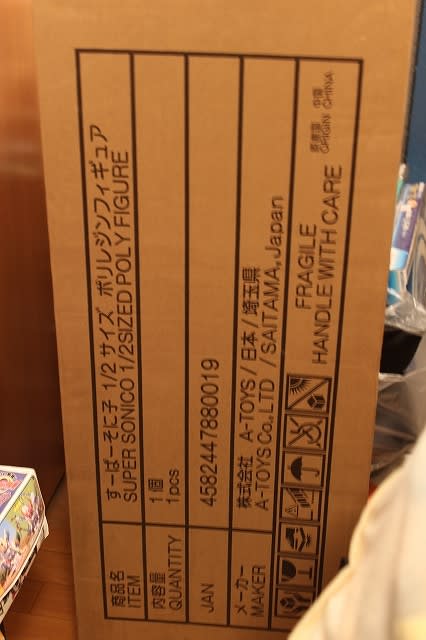 商品名 すーぱーそに子 1/2 サイズ ポリレジンフィギュア
ITEM SUPER SONICO 1/2SIZED POLY FIGURE
内容量 1個
QUANTITY 1pcs
JAN 4582447880019
メーカー 株式会社 A-TOYS / 日本 / 埼玉県
MAKER A-TOYS Co.,LTD / SAITAMA,Japan
FRAGILE
HANDLE WITH CARE
原産国 中国
ORIGIN CHINA